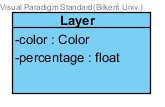 Visual Paradigm Standard(Bilkent Univ.)
Layer
-color : Color
-percentage : float